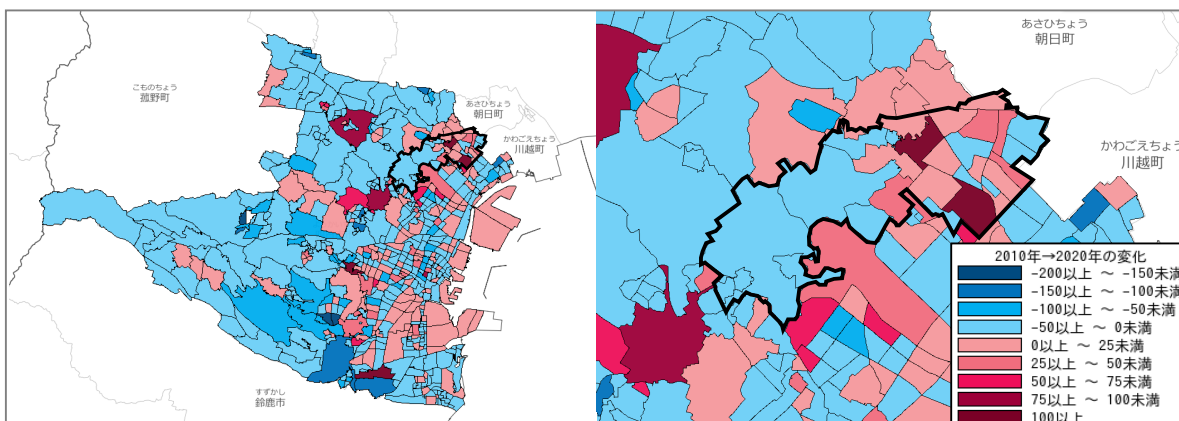 こものちょう
菰野町
あさひちょう
朝日町
かわごえちょう
川越町
すずかし
鈴鹿市
あさひちょう
朝日町
かわごえちょう
川越町
2010年→2020年の変化
-200以上 ～ -150未満
-150以上 ～ -100未満
-100以上 ～ -50未満
-50以上 ～ 0未満
0以上 ～ 25未満
25以上 ～ 50未満
50以上 ～ 75未満
75以上 ～ 100未満
100以上